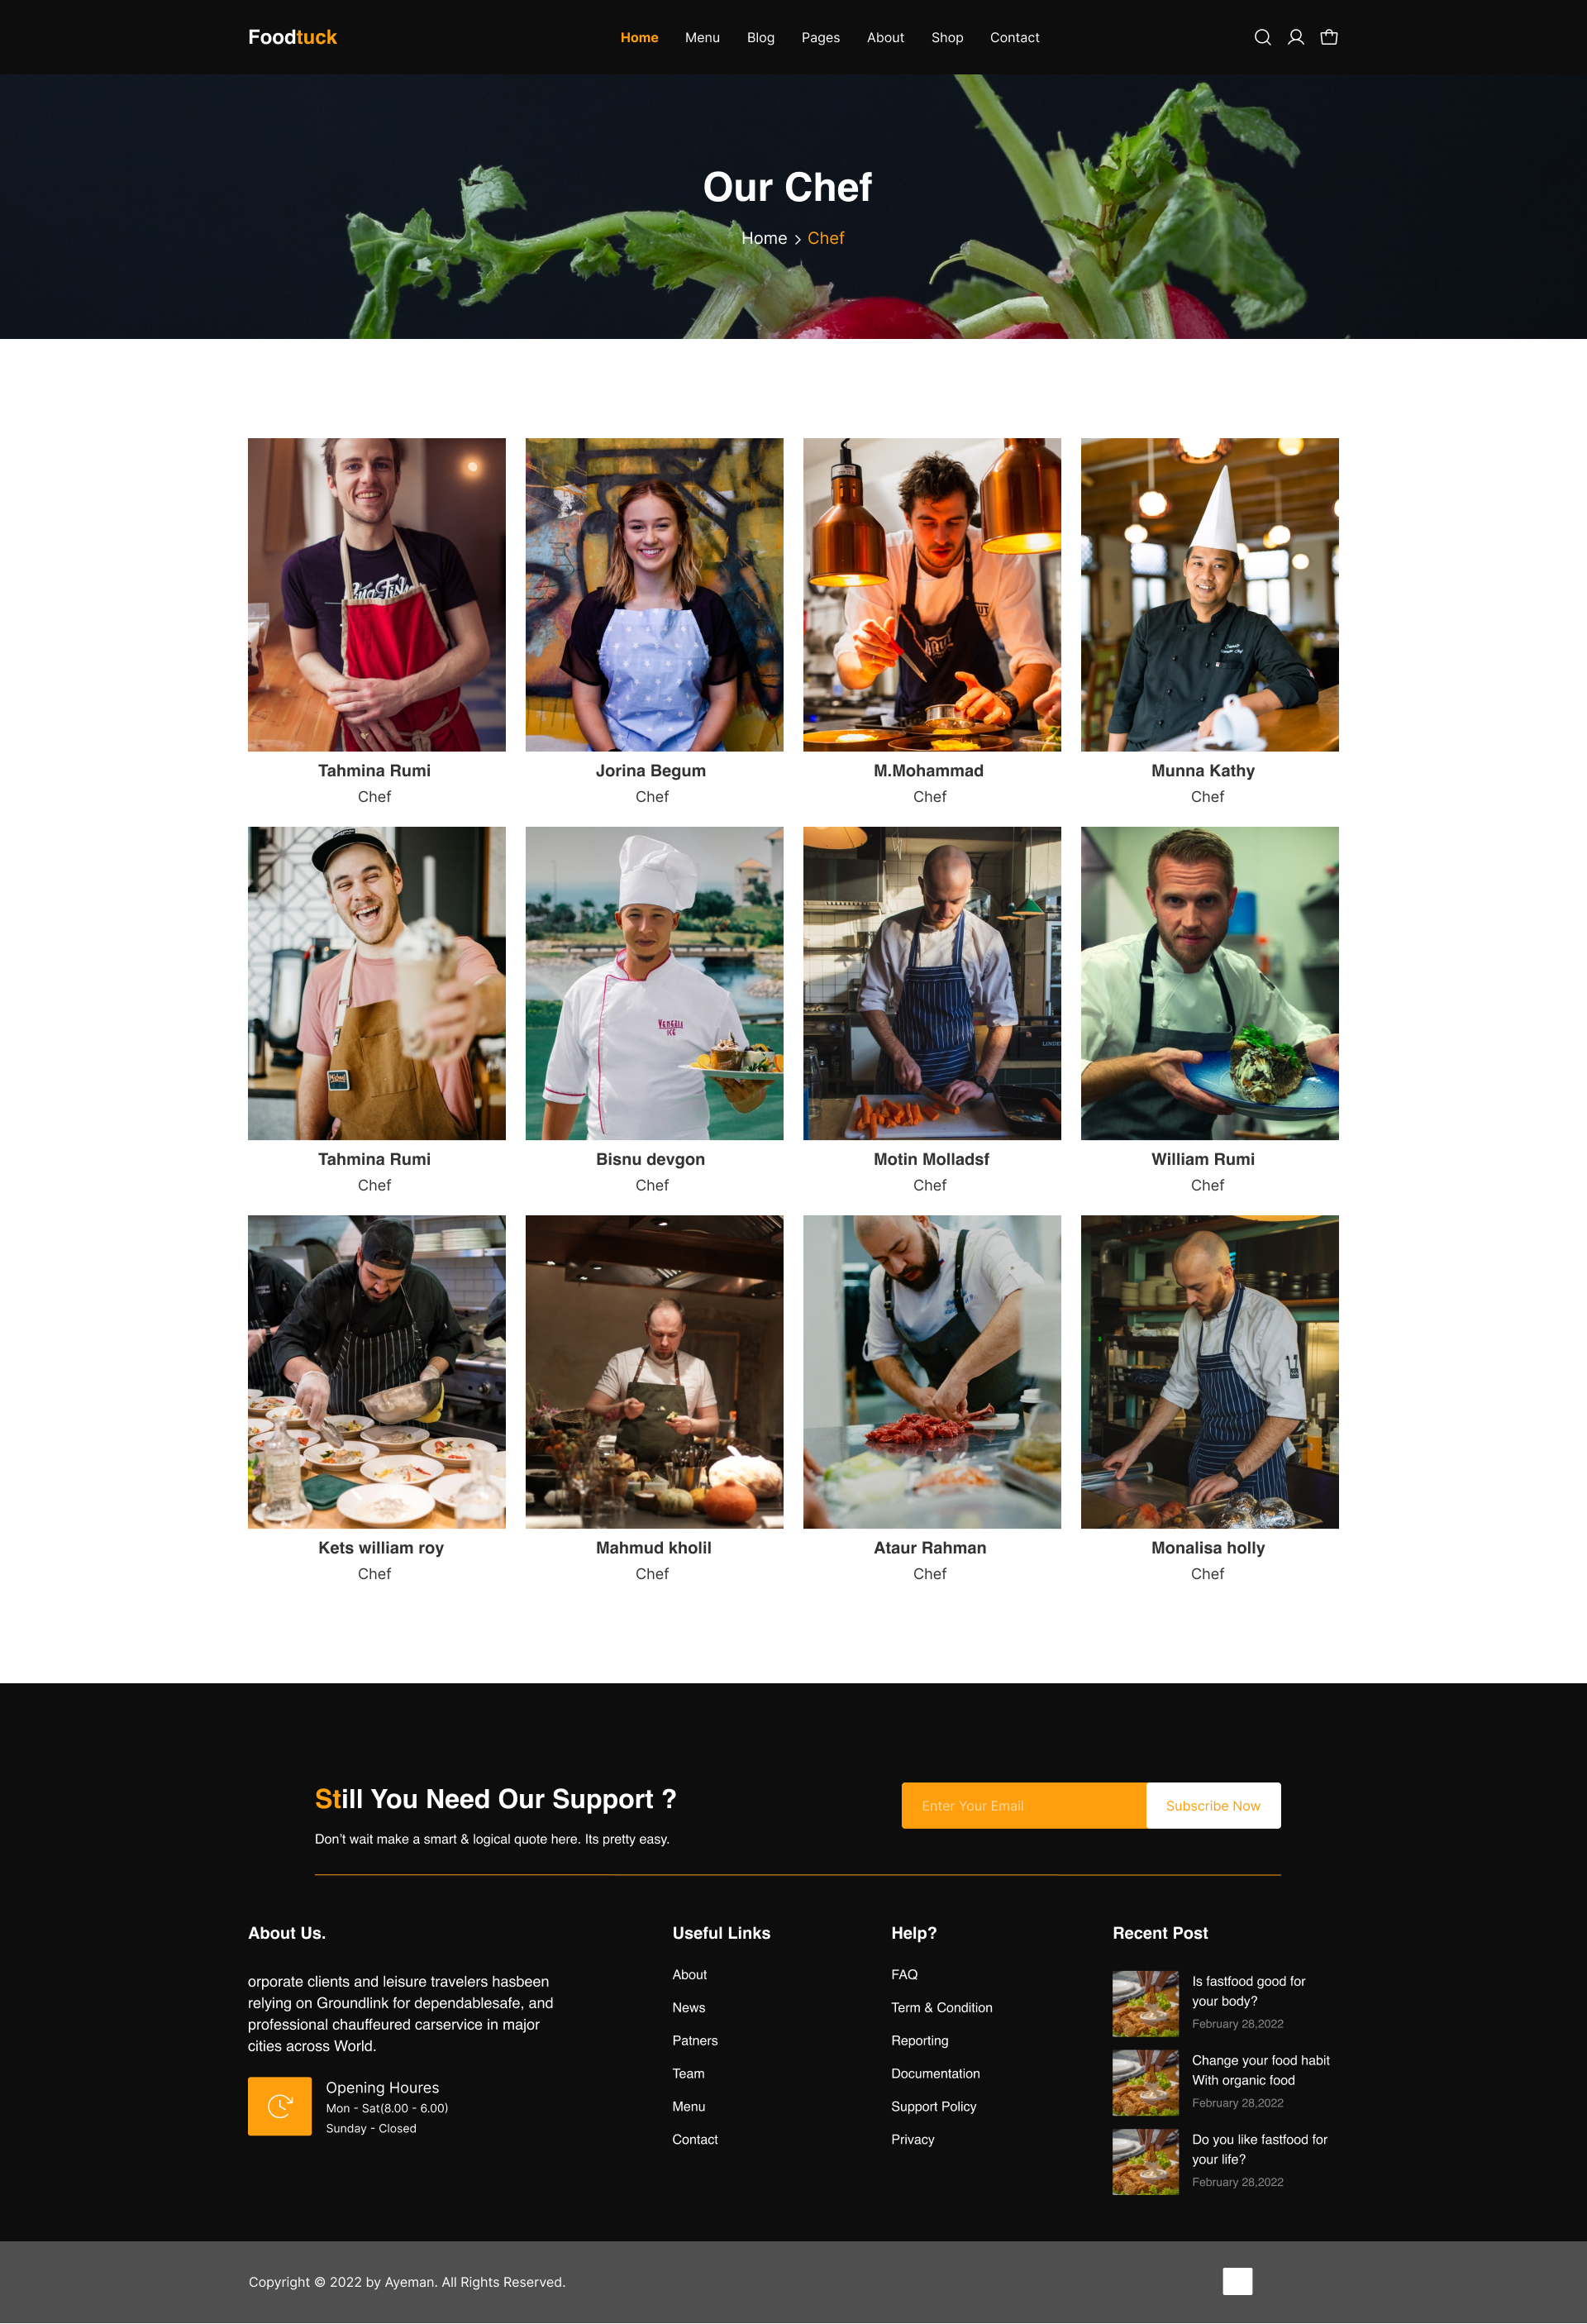 Foodtuck
Home Menu Blog Pages About Shop Contact
Our Chef
Home > Chef
Tahmina Rumi
Chef
Jorina Begum
Chef
M.Mohammad
Chef
Munna Kathy
Chef
Tahmina Rumi
Chef
VENEZIA
ICE
Bisnu devgon
Chef
Motin Molladsf
Chef
William Rumi
Chef
Kets william roy
Chef
Mahmud kholil
Chef
Ataur Rahman
Chef
Monalisa holly
Chef
Still You Need Our Support ?
Don't wait make a smart & logical quote here. Its pretty easy.
Enter Your Email
Subscribe Now
About Us.
orporate clients and leisure travelers hasbeen
relying on Groundlink for dependablesafe, and
professional chauffeured carservice in major
cities across World.
Opening Houres
Mon - Sat(8.00 - 6.00)
Sunday - Closed
Useful Links
About
News
Patners
Team
Menu
Contact
Help?
FAQ
Term & Condition
Reporting
Documentation
Support Policy
Privacy
Recent Post
Is fastfood good for
your body?
February 28,2022
Change your food habit
With organic food
February 28,2022
Do you like fastfood for
your life?
February 28,2022
Copyright © 2022 by Ayeman. All Rights Reserved.